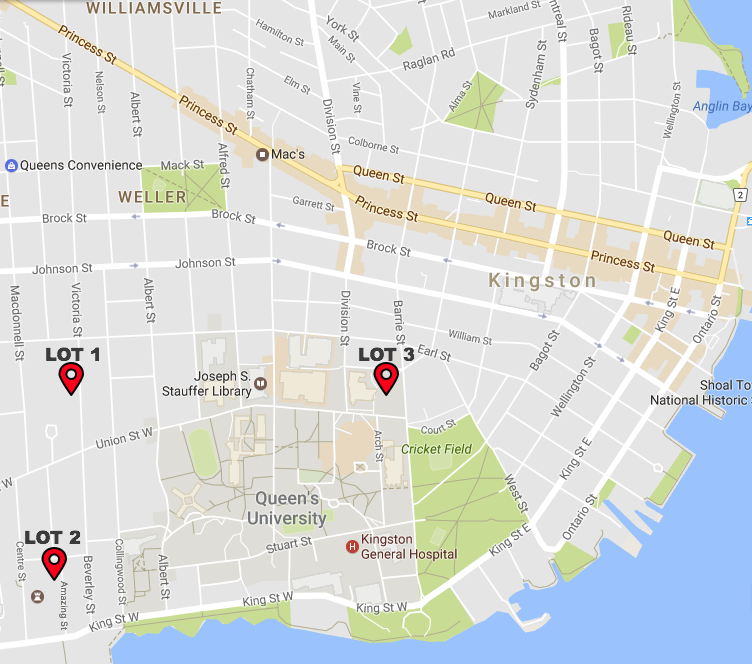 WILLIAMSVILLE
Markland St
York St
Main St
Hamilton St
Princess St
Raglan Rd
Rideau St
Bagot St
ntreal St
Sydenham St
Victoria St
Nelson St
Albert St
Chatham St
Elm St
Vine St
Division St
Alma St
Wellington St
Anglin Bay
Princess St
Colborne St
Queens Convenience
Mack St
Alfred St
Mac's
Queen St
WELLER
Garrett St
Princess St
Queen St
2
E
Brock St
Brock St
Brock St
Queen St
Princess St
Johnson St
Johnson St
Kingston
Macdonnell St
Victoria St
Albert St
Division St
Barrie St
King St E
Ontario St
William St
Earl St
Bagot St
Wellington St
LOT 1
LOT 3
Joseph S.
Stauffer Library
Shoal To
National Historic
Union St W
Court St
Arch St
Cricket Field
King St E
W
Queen's
University
West St
Ontario St
LOT 2
Stuart St
H
Kingston
General Hospital
King St E
Centre St
Amazing St
Beverley St
Collingwood St
Albert St
King St W
King St W
King St W